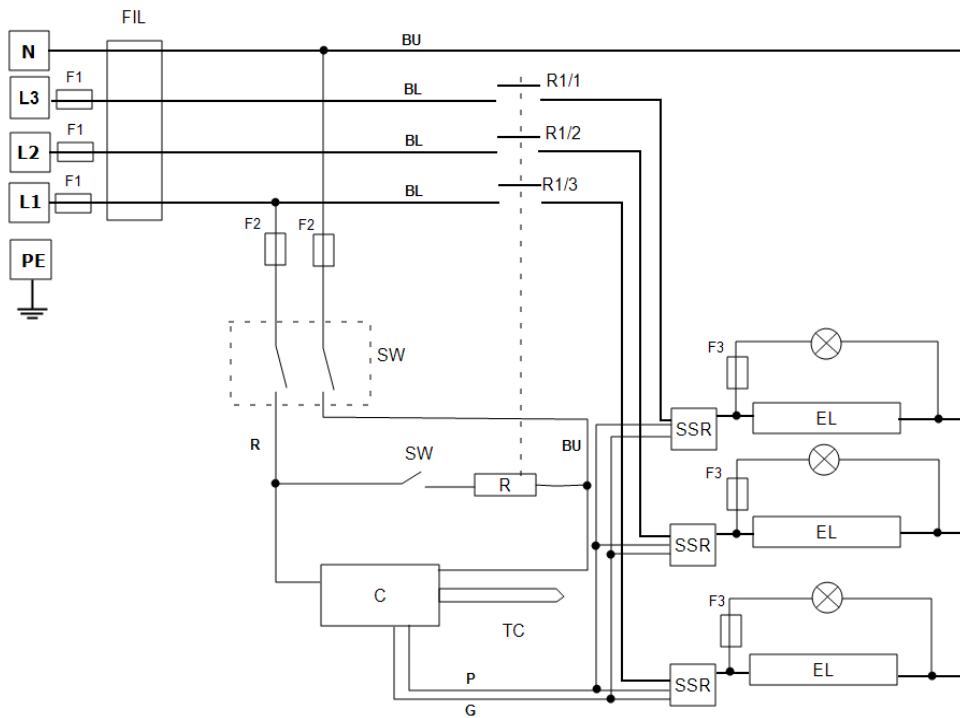 FIL
N
BU
L3
F1
BL
R1/1
L2
F1
BL
R1/2
L1
F1
BL
R1/3
F2
F2
PE
SW
F3
SSR
EL
R
SW
BU
R
F3
SSR
EL
C
TC
F3
SSR
EL
P
G